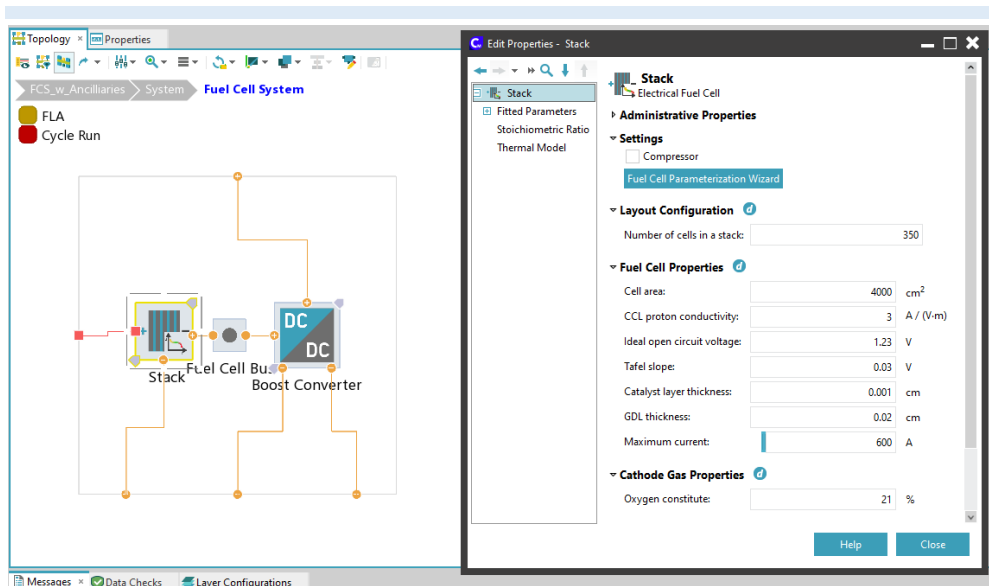 Topology
Properties
FCS_w_Ancilliaries
System
Fuel Cell System
FLA
Cycle Run
DC
DC
Stack
Fuel Cell Bu
Boost Converter
Messages
Data Checks
Layer Configurations
Edit Properties - Stack
Stack
Fitted Parameters
Stoichiometric Ratio
Thermal Model
Stack
Electrical Fuel Cell
Administrative Properties
Settings
Compressor
Fuel Cell Parameterization Wizard
Layout Configuration d
Number of cells in a stack: 350
Fuel Cell Properties d
Cell area: 4000 cm²
CCL proton conductivity: 3 A / (V·m)
Ideal open circuit voltage: 1.23 V
Tafel slope: 0.03 V
Catalyst layer thickness: 0.001 cm
GDL thickness: 0.02 cm
Maximum current: 600 A
Cathode Gas Properties d
Oxygen constitute: 21 %
Help
Close